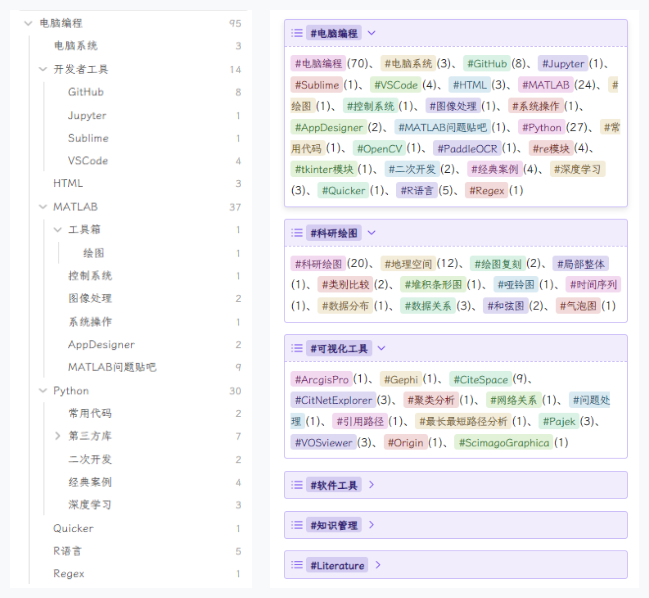 电脑编程 95
电脑系统 3
开发者工具 14
GitHub 8
Jupyter 1
Sublime 1
VSCode 4
HTML 3
MATLAB 37
工具箱 1
绘图 1
控制系统 1
图像处理 2
系统操作 1
AppDesigner 2
MATLAB问题贴吧 9
Python 30
常用代码 2
第三方库 7
二次开发 2
经典案例 4
深度学习 3
Quicker 1
R语言 5
Regex 1
#电脑编程
#电脑编程 (70)、 #电脑系统 (3)、 #GitHub (8)、 #Jupyter (1)、
#Sublime (1)、 #VSCode (4)、 #HTML (3)、 #MATLAB (24)、 #
绘图 (1)、 #控制系统 (1)、 #图像处理 (1)、 #系统操作 (1)、
#AppDesigner (2)、 #MATLAB问题贴吧 (1)、 #Python (27)、 #常
用代码 (1)、 #OpenCV (1)、 #PaddleOCR (1)、 #re模块 (4)、
#tkinter模块 (1)、 #二次开发 (2)、 #经典案例 (4)、 #深度学习
(3)、 #Quicker (1)、 #R语言 (5)、 #Regex (1)
#科研绘图
#科研绘图 (20)、 #地理空间 (12)、 #绘图复刻 (2)、 #局部整体
(1)、 #类别比较 (2)、 #堆积条形图 (1)、 #哑铃图 (1)、 #时间序列
(1)、 #数据分布 (1)、 #数据关系 (3)、 #和弦图 (2)、 #气泡图 (1)
#可视化工具
#ArcgisPro (1)、 #Gephi (1)、 #CiteSpace (9)、
#CitNetExplorer (3)、 #聚类分析 (1)、 #网络关系 (1)、 #问题处
理 (1)、 #引用路径 (1)、 #最长最短路径分析 (1)、 #Pajek (3)、
#VOSviewer (3)、 #Origin (1)、 #ScimagoGraphica (1)
#软件工具
#知识管理
#Literature